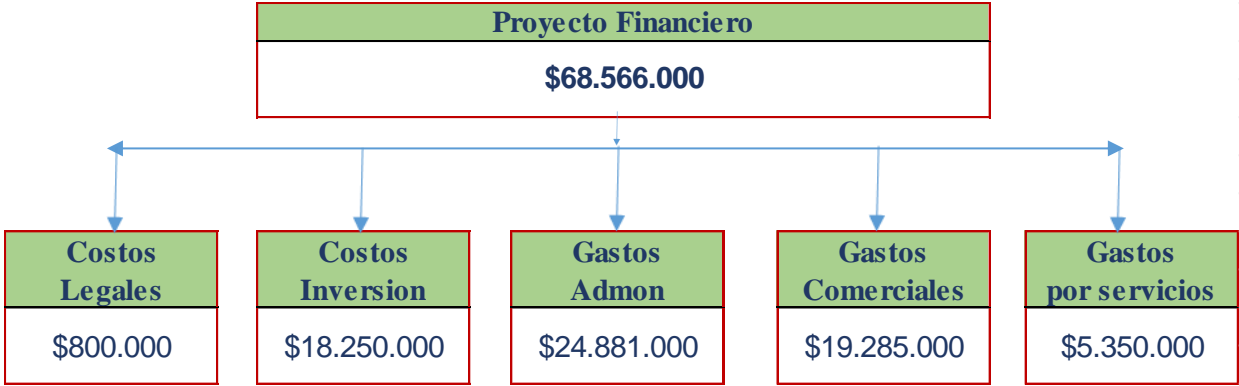 Proyecto Financiero
$68.566.000
Costos
Legales
$800.000
Costos
Inversion
$18.250.000
Gastos
Admon
$24.881.000
Gastos
Comerciales
$19.285.000
Gastos
por servicios
$5.350.000